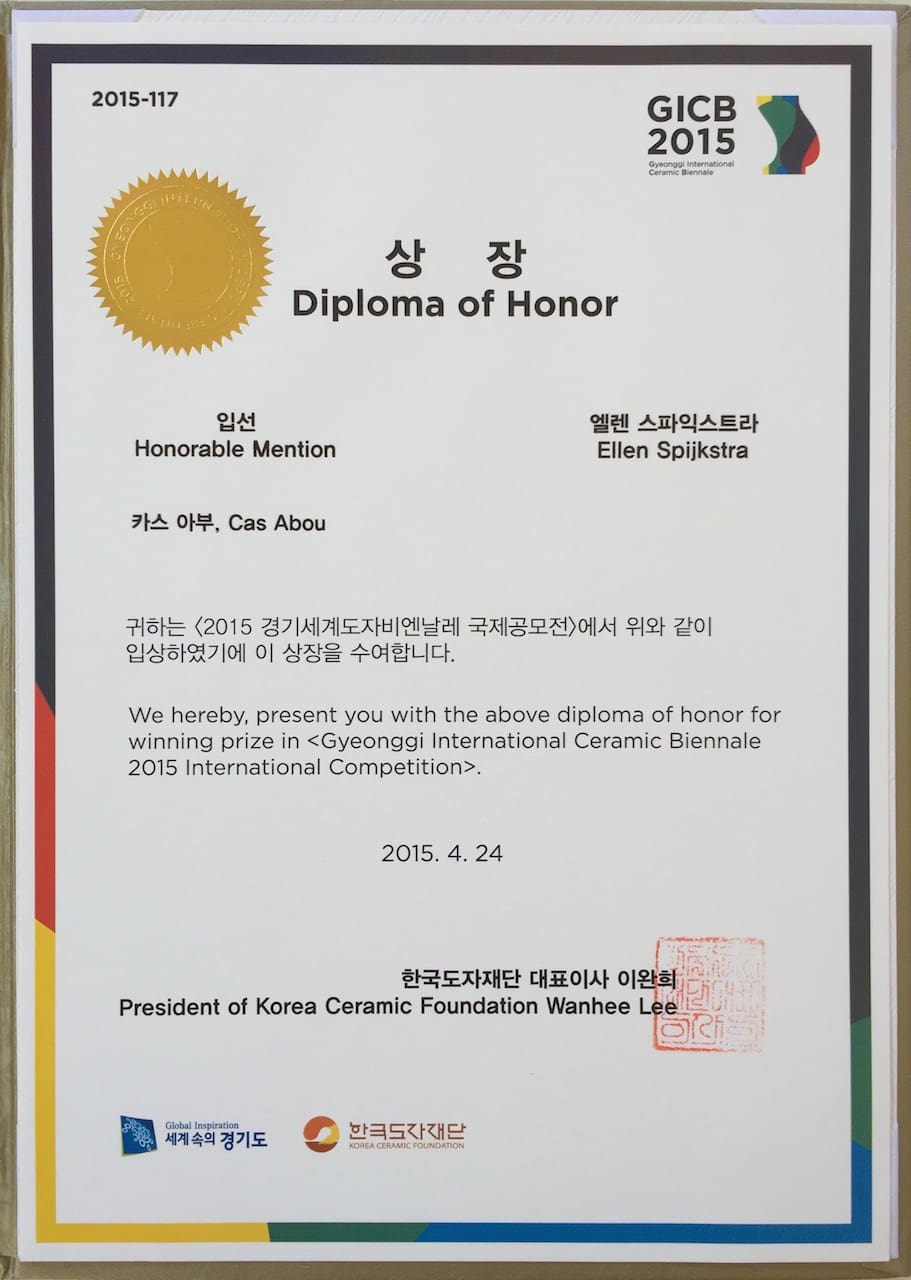 2015-117
GICB
2015
Gyeonggi International
Ceramic Biennale
상 장
Diploma of Honor
입선
Honorable Mention
엘렌 스파익스트라
Ellen Spijkstra
카스 아부, Cas Abou
귀하는 〈2015 경기세계도자비엔날레 국제공모전〉에서 위와 같이
입상하였기에 이 상장을 수여합니다.
We hereby, present you with the above diploma of honor for
winning prize in <Gyeonggi International Ceramic Biennale
2015 International Competition>.
2015. 4. 24
한국도자재단 대표이사 이완희
President of Korea Ceramic Foundation Wanhee Lee
Global Inspiration
세계 속의 경기도
한국도자재단
KOREA CERAMIC FOUNDATION